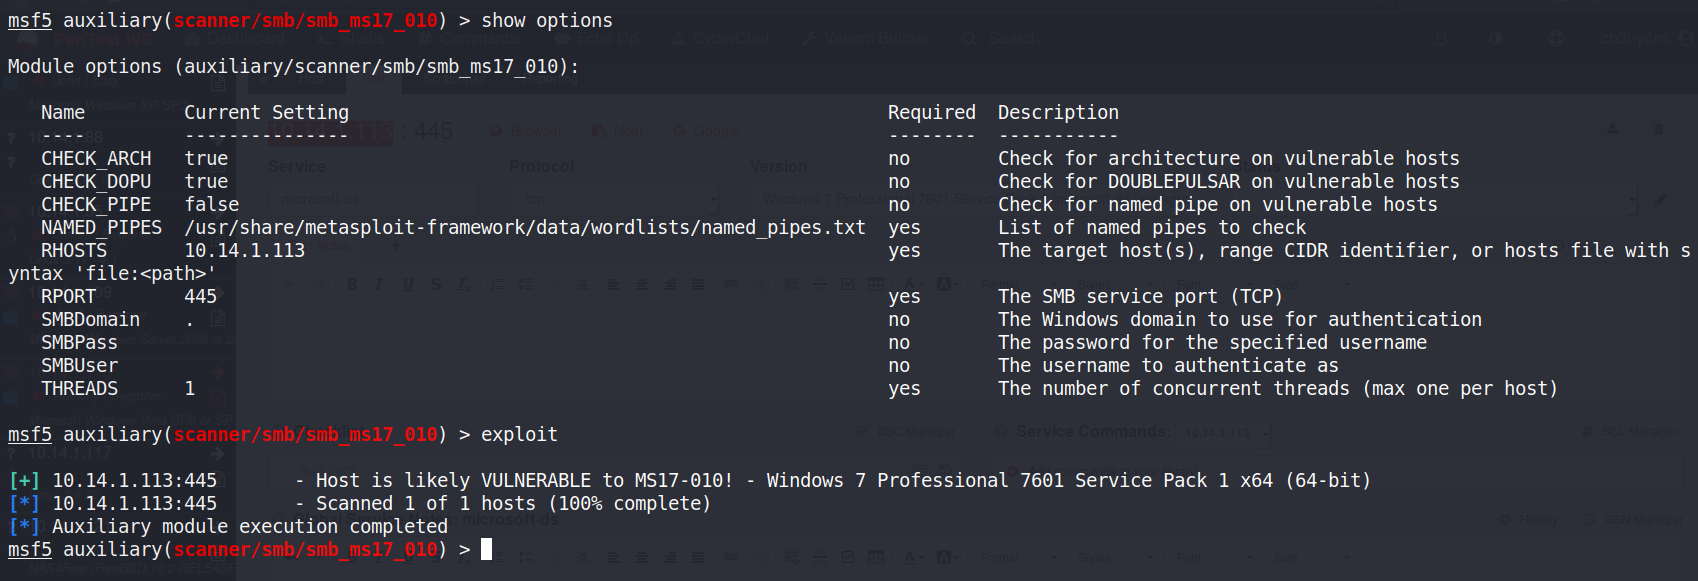 msf5 auxiliary(scanner/smb/smb_ms17_010) > show options
Module options (auxiliary/scanner/smb/smb_ms17_010):
Name Current Setting Required Description
---- --------------- -------- -----------
CHECK_ARCH true no Check for architecture on vulnerable hosts
CHECK_DOPU true no Check for DOUBLEPULSAR on vulnerable hosts
CHECK_PIPE false no Check for named pipe on vulnerable hosts
NAMED_PIPES /usr/share/metasploit-framework/data/wordlists/named_pipes.txt yes List of named pipes to check
RHOSTS 10.14.1.113 yes The target host(s), range CIDR identifier, or hosts file with s
yntax 'file:<path>'
RPORT 445 yes The SMB service port (TCP)
SMBDomain . no The Windows domain to use for authentication
SMBPass no The password for the specified username
SMBUser no The username to authenticate as
THREADS 1 yes The number of concurrent threads (max one per host)
msf5 auxiliary(scanner/smb/smb_ms17_010) > exploit
[+] 10.14.1.113:445 - Host is likely VULNERABLE to MS17-010! - Windows 7 Professional 7601 Service Pack 1 x64 (64-bit)
[*] 10.14.1.113:445 - Scanned 1 of 1 hosts (100% complete)
[*] Auxiliary module execution completed
msf5 auxiliary(scanner/smb/smb_ms17_010) >